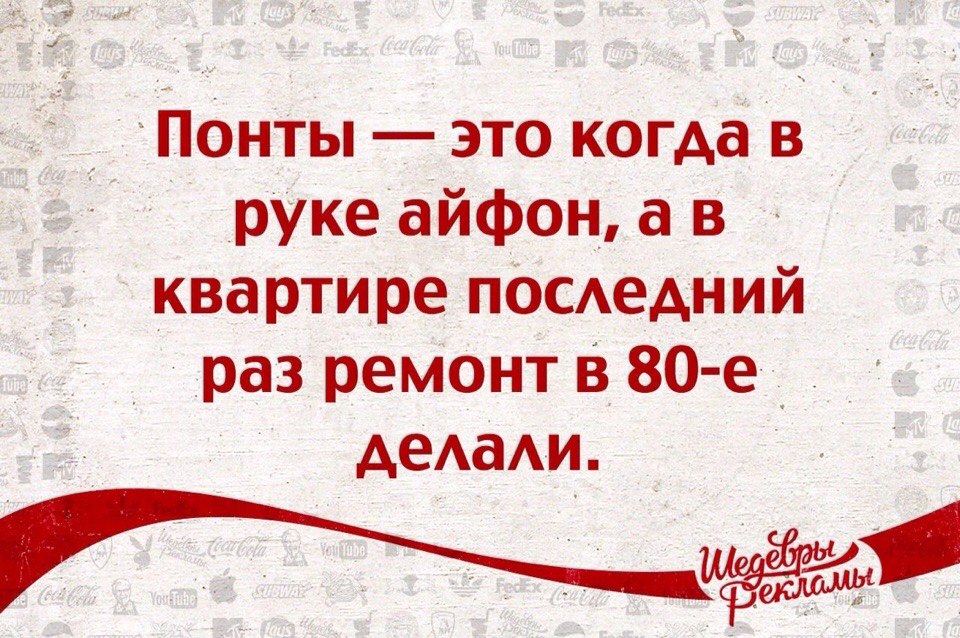 Понты — это когда в
руке айфон, а в
квартире последний
раз ремонт в 80-е
делали.
Шедевры
Рекламы